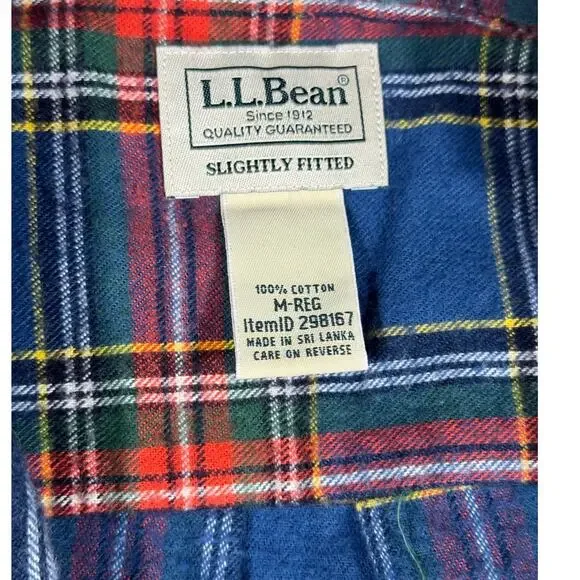 L.L.Bean®
Since 1912
QUALITY GUARANTEED
SLIGHTLY FITTED
100% COTTON
M-REG
ItemID 298167
MADE IN SRI LANKA
CARE ON REVERSE